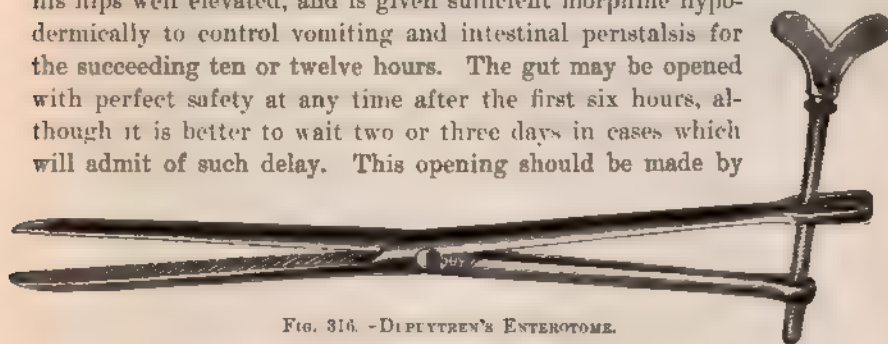 his hips well elevated, and is given sufficient morphine hypo-
dermically to control vomiting and intestinal peristalsis for
the succeeding ten or twelve hours. The gut may be opened
with perfect safety at any time after the first six hours, al-
though it is better to wait two or three days in cases which
will admit of such delay. This opening should be made by
FIG. 316. -DUPUYTREN'S ENTEROTOME.